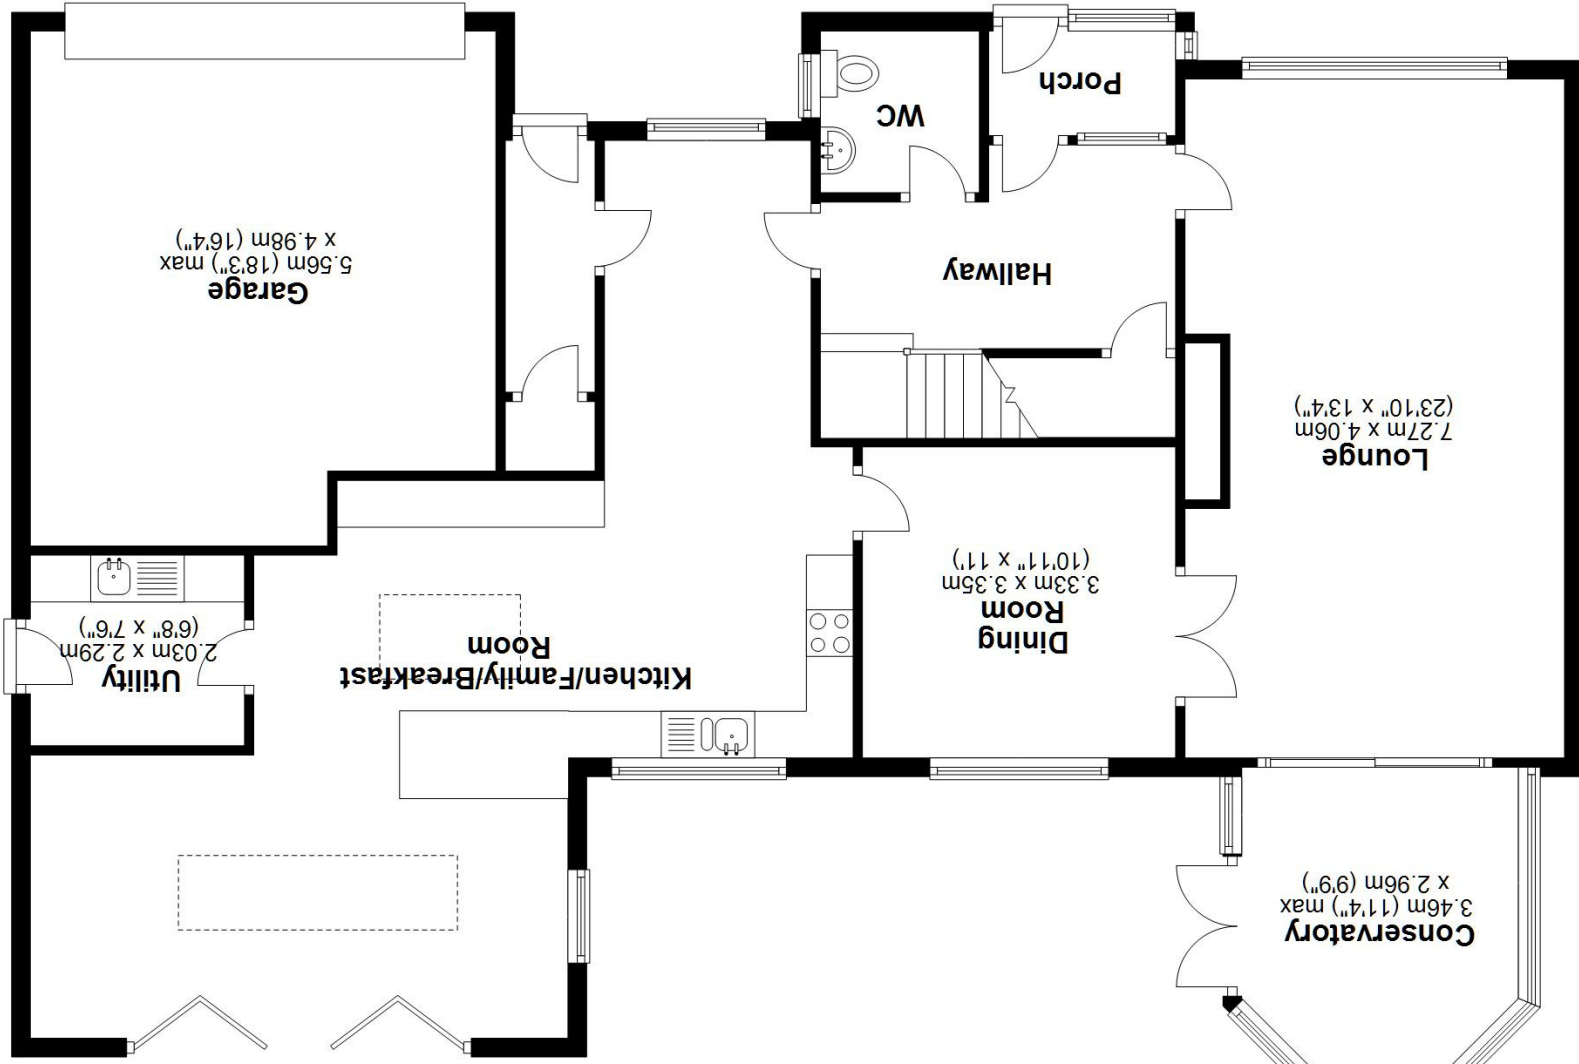 Conservatory
3.46m (11'4") max
x 2.96m (9'9")
Utility
2.03m x 2.29m
(6'8" x 7'6")
Kitchen/Family/Breakfast
Room
Dining
Room
3.33m x 3.35m
(10'11" x 11')
Lounge
7.27m x 4.06m
(23'10" x 13'4")
Garage
5.56m (18'3") max
x 4.98m (16'4")
Hallway
WC
Porch